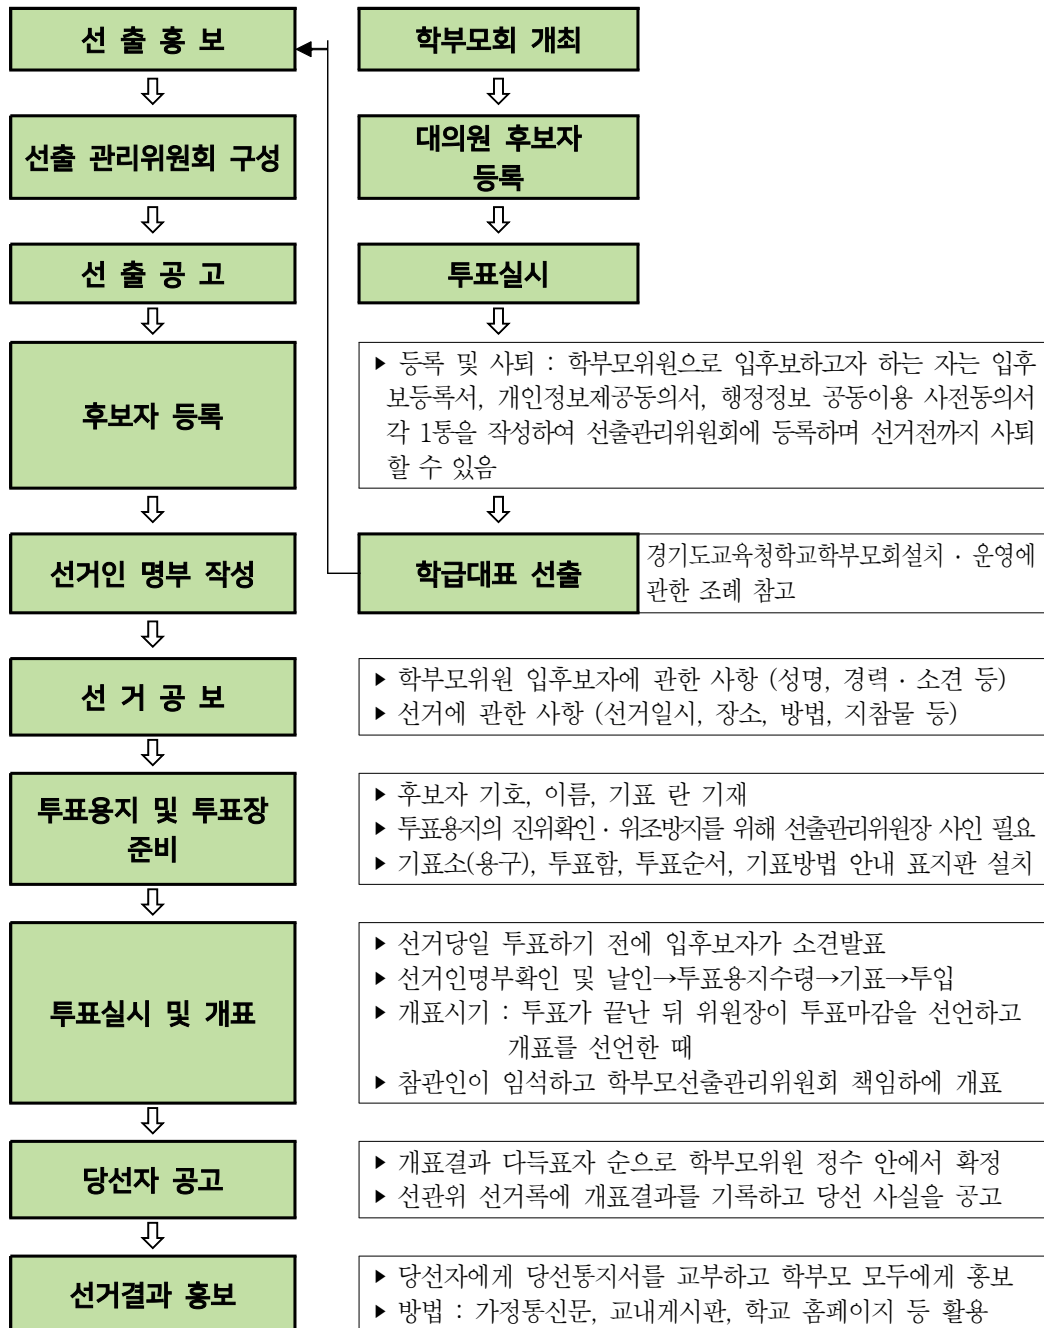 선 출 홍 보
학부모회 개최
선출 관리위원회 구성
대의원 후보자
등록
선 출 공 고
투표실시
후보자 등록
▶ 등록 및 사퇴 : 학부모위원으로 입후보하고자 하는 자는 입후
보등록서, 개인정보제공동의서, 행정정보 공동이용 사전동의서
각 1통을 작성하여 선출관리위원회에 등록하며 선거전까지 사퇴
할 수 있음
선거인 명부 작성
학급대표 선출
경기도교육청학교학부모회설치 · 운영에
관한 조례 참고
선 거 공 보
▶ 학부모위원 입후보자에 관한 사항 (성명, 경력 · 소견 등)
▶ 선거에 관한 사항 (선거일시, 장소, 방법, 지참물 등)
투표용지 및 투표장
준비
▶ 후보자 기호, 이름, 기표 란 기재
▶ 투표용지의 진위확인 · 위조방지를 위해 선출관리위원장 사인 필요
▶ 기표소(용구), 투표함, 투표순서, 기표방법 안내 표지판 설치
투표실시 및 개표
▶ 선거당일 투표하기 전에 입후보자가 소견발표
▶ 선거인명부확인 및 날인→투표용지수령→기표→투입
▶ 개표시기 : 투표가 끝난 뒤 위원장이 투표마감을 선언하고
개표를 선언한 때
▶ 참관인이 임석하고 학부모선출관리위원회 책임하에 개표
당선자 공고
▶ 개표결과 다득표자 순으로 학부모위원 정수 안에서 확정
▶ 선관위 선거록에 개표결과를 기록하고 당선 사실을 공고
선거결과 홍보
▶ 당선자에게 당선통지서를 교부하고 학부모 모두에게 홍보
▶ 방법 : 가정통신문, 교내게시판, 학교 홈페이지 등 활용